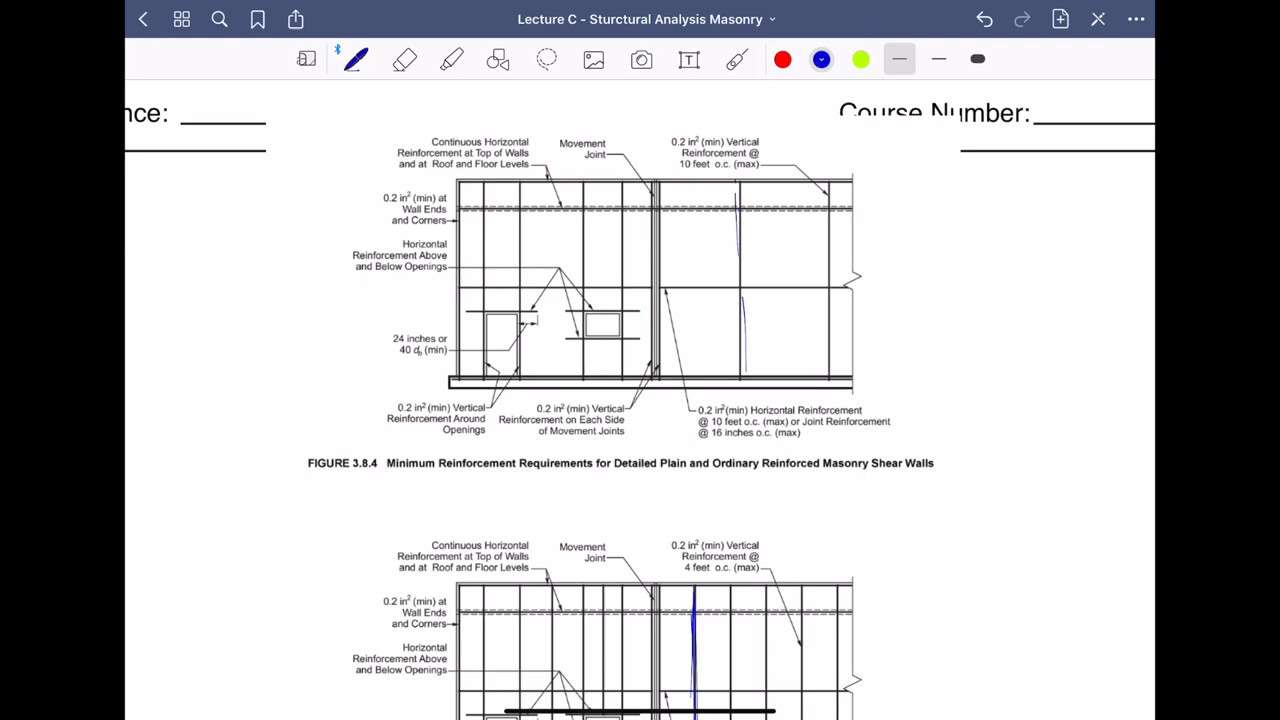 Lecture C - Sturctural Analysis Masonry
T
nce: ______
Course Number: ______
Continuous Horizontal
Reinforcement at Top of Walls
and at Roof and Floor Levels
Movement
Joint
0.2 in² (min) Vertical
Reinforcement @
10 feet o.c. (max)
0.2 in² (min) at
Wall Ends
and Corners
Horizontal
Reinforcement Above
and Below Openings
24 inches or
40 d_b (min)
0.2 in² (min) Vertical
Reinforcement Around
Openings
0.2 in² (min) Vertical
Reinforcement on Each Side
of Movement Joints
0.2 in² (min) Horizontal Reinforcement
@ 10 feet o.c. (max) or Joint Reinforcement
@ 16 inches o.c. (max)
FIGURE 3.8.4 Minimum Reinforcement Requirements for Detailed Plain and Ordinary Reinforced Masonry Shear Walls
Continuous Horizontal
Reinforcement at Top of Walls
and at Roof and Floor Levels
Movement
Joint
0.2 in² (min) Vertical
Reinforcement @
4 feet o.c. (max)
0.2 in² (min) at
Wall Ends
and Corners
Horizontal
Reinforcement Above
and Below Openings